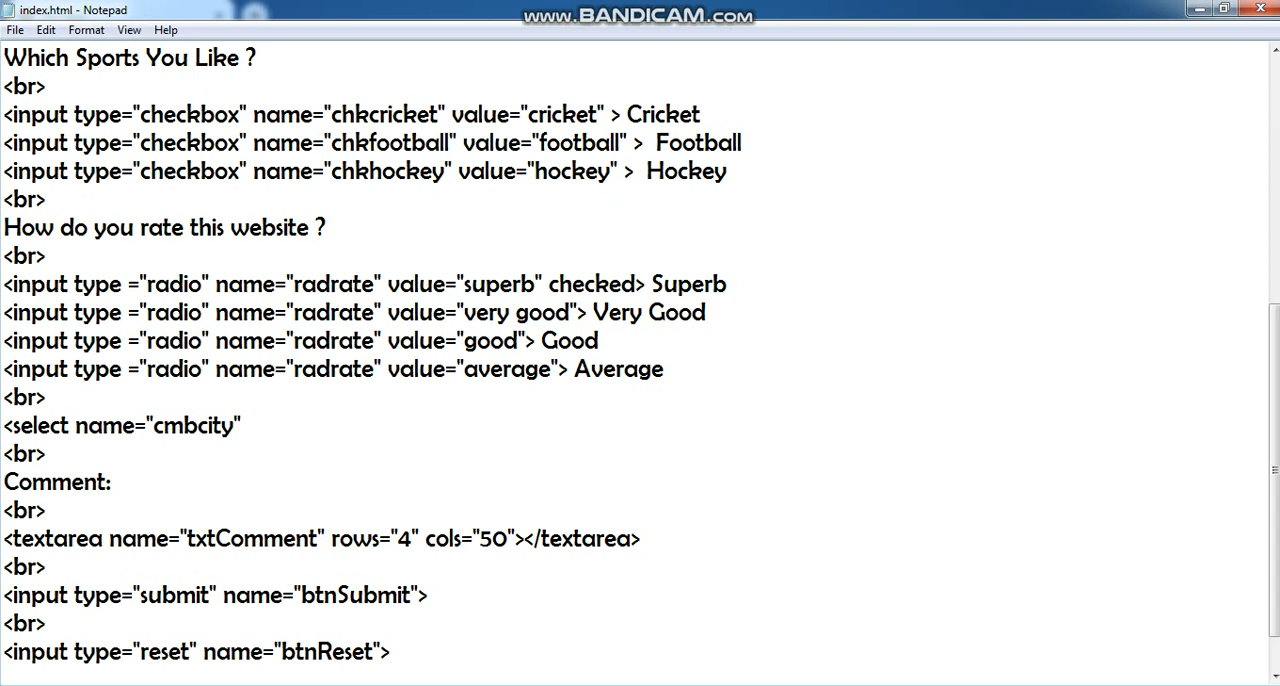 index.html - Notepad
www.BANDICAM.com
File Edit Format View Help
Which Sports You Like ?
<br>
<input type="checkbox" name="chkcricket" value="cricket" > Cricket
<input type="checkbox" name="chkfootball" value="football" >  Football
<input type="checkbox" name="chkhockey" value="hockey" >  Hockey
<br>
How do you rate this website ?
<br>
<input type ="radio" name="radrate" value="superb" checked> Superb
<input type ="radio" name="radrate" value="very good"> Very Good
<input type ="radio" name="radrate" value="good"> Good
<input type ="radio" name="radrate" value="average"> Average
<br>
<select name="cmbcity"
<br>
Comment:
<br>
<textarea name="txtComment" rows="4" cols="50"></textarea>
<br>
<input type="submit" name="btnSubmit">
<br>
<input type="reset" name="btnReset">